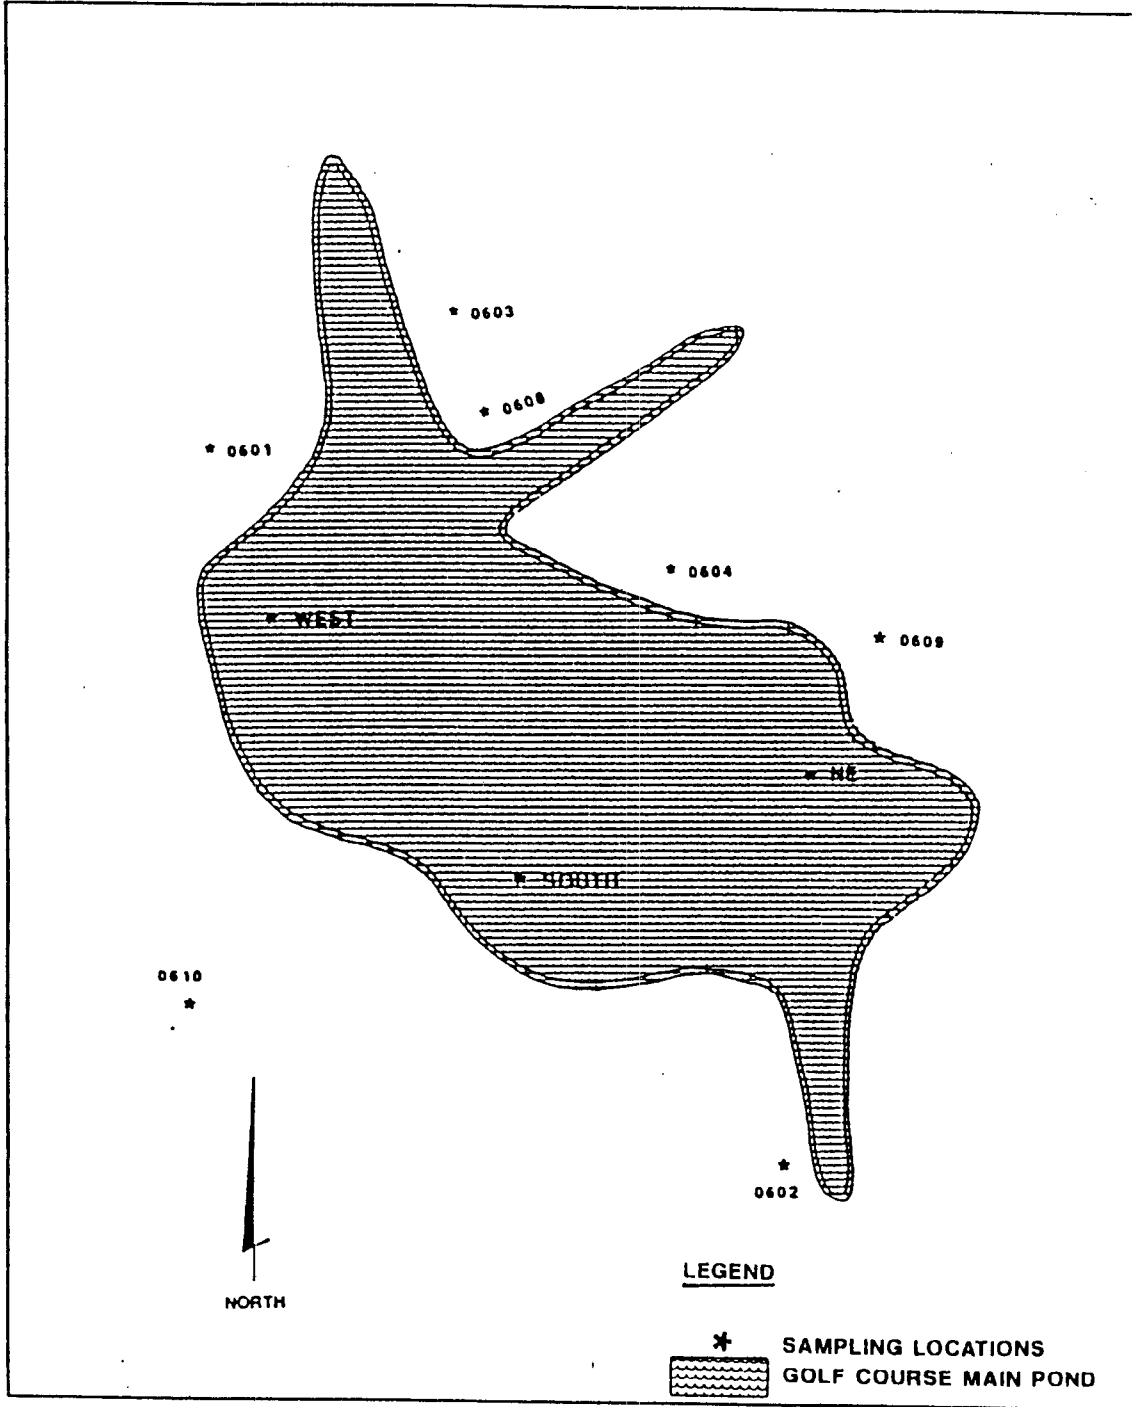 0603
0608
0601
0604
WEST
0609
NE
SOUTH
0610
0602
LEGEND
NORTH
SAMPLING LOCATIONS
GOLF COURSE MAIN POND